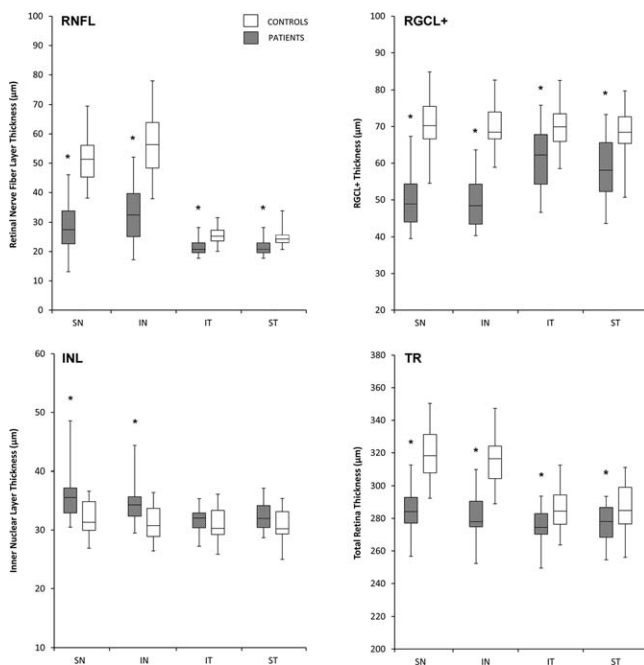 RNFL
CONTROLS
PATIENTS
Retinal Nerve Fiber Layer Thickness (µm)
100
90
80
70
60
50
40
30
20
10
0
*
*
*
*
SN
IN
IT
ST
RGCL+
RGCL+ Thickness (µm)
100
90
80
70
60
50
40
30
20
*
*
*
*
SN
IN
IT
ST
INL
Inner Nuclear Layer Thickness (µm)
60
50
40
30
20
10
*
*
SN
IN
IT
ST
TR
Total Retina Thickness (µm)
380
360
340
320
300
280
260
240
220
200
*
*
*
*
SN
IN
IT
ST